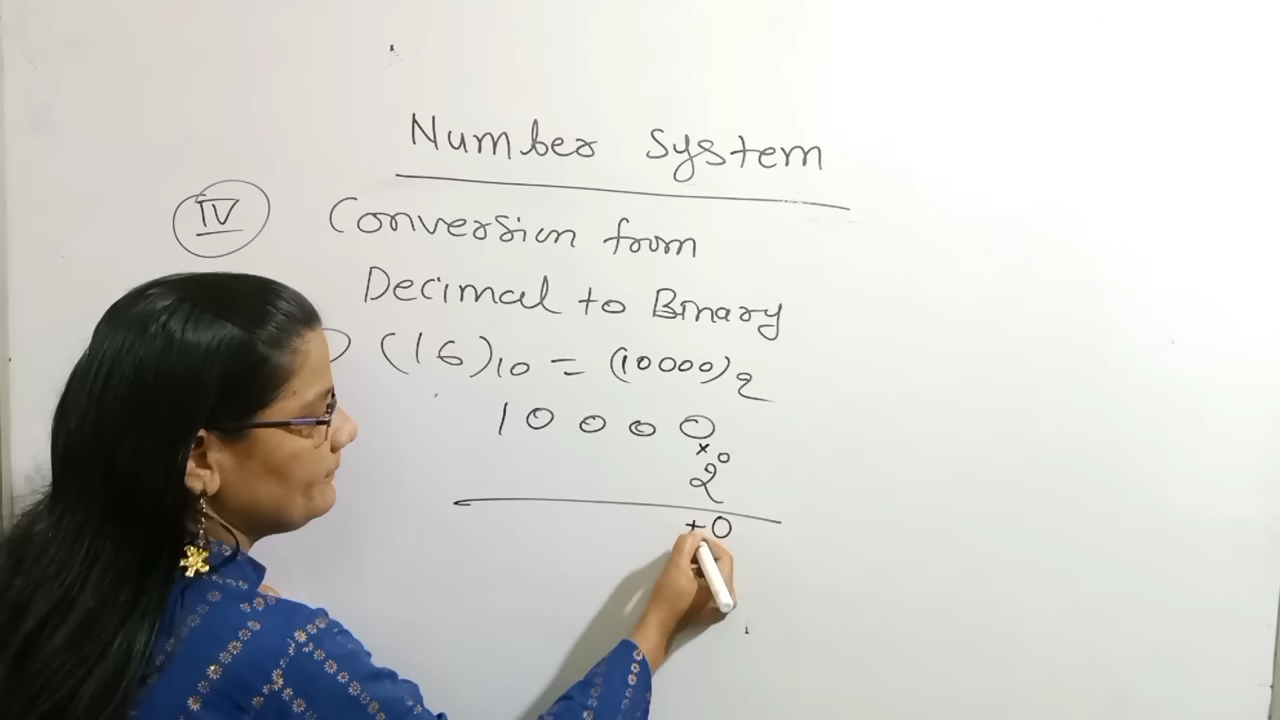 Number System
IV Conversion from
Decimal to Binary
(16)10 = (10000)2
1 0 0 0 0
× 0
2
+ 0